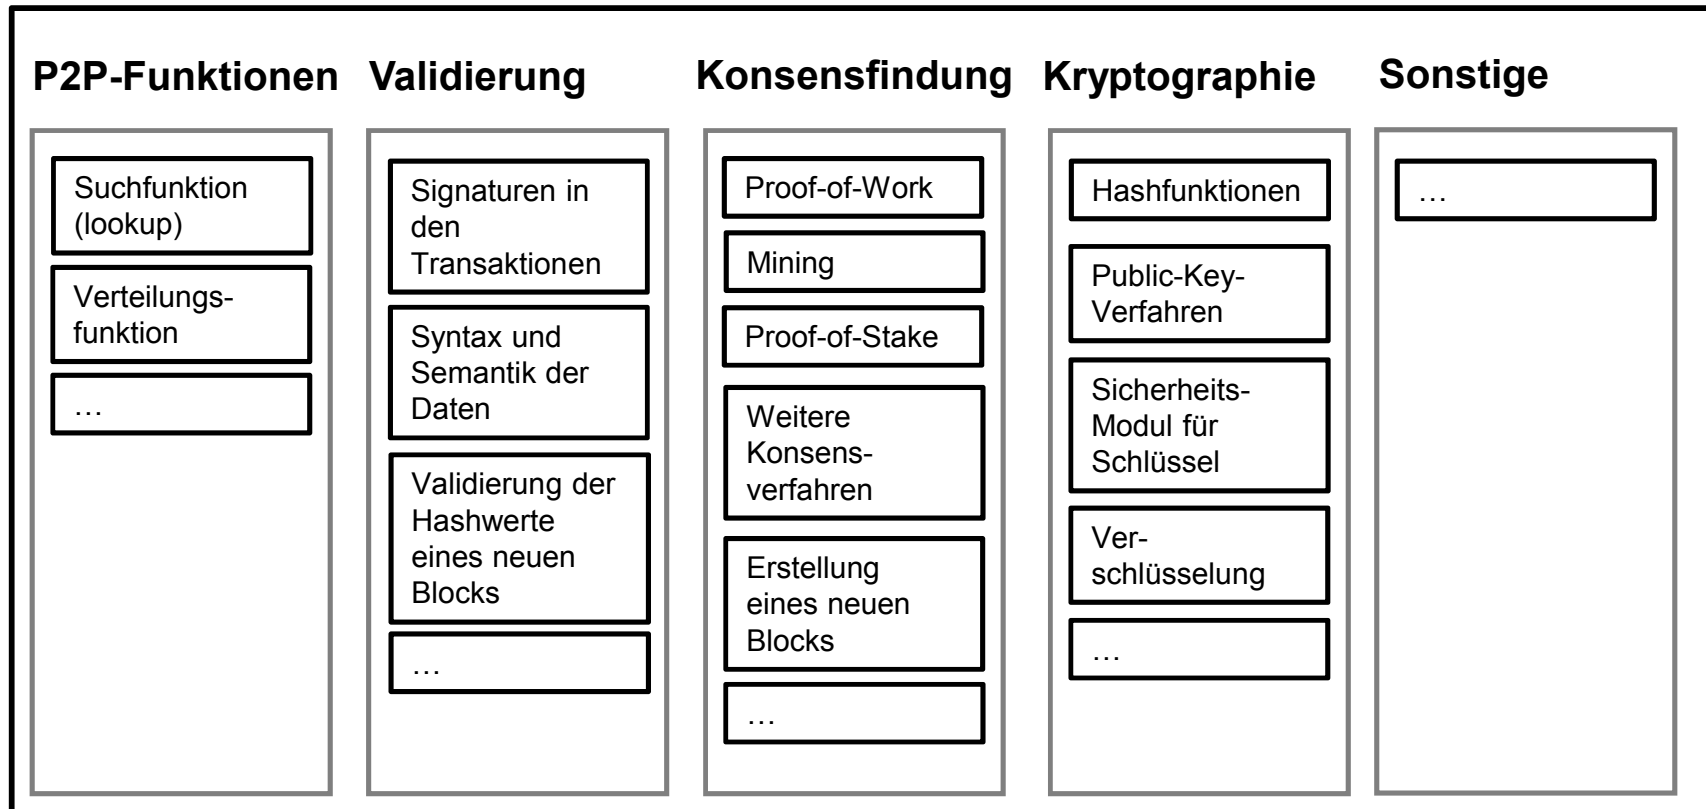 P2P-Funktionen
Suchfunktion
(lookup)
Verteilungs-
funktion
…
Validierung
Signaturen in
den
Transaktionen
Syntax und
Semantik der
Daten
Validierung der
Hashwerte
eines neuen
Blocks
…
Konsensfindung
Proof-of-Work
Mining
Proof-of-Stake
Weitere
Konsens-
verfahren
Erstellung
eines neuen
Blocks
…
Kryptographie
Hashfunktionen
Public-Key-
Verfahren
Sicherheits-
Modul für
Schlüssel
Ver-
schlüsselung
…
Sonstige
…